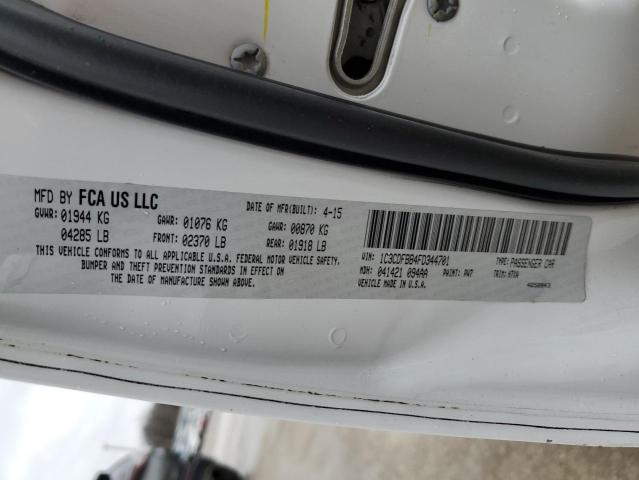 MFD BY FCA US LLC
DATE OF MFR(BUILT): 4-15
GVWR: 01944 KG
GAWR: 01076 KG
GAWR: 00870 KG
04285 LB
FRONT: 02370 LB
REAR: 01918 LB
THIS VEHICLE CONFORMS TO ALL APPLICABLE U.S.A. FEDERAL MOTOR VEHICLE SAFETY,
BUMPER AND THEFT PREVENTION STANDARDS IN EFFECT ON
THE DATE OF MANUFACTURE SHOWN ABOVE.
VIN: 1C3CDFBB4FD344701
TYPE: PASSENGER CAR
MDH: 041421 094AA
PAINT: PW7
TRIM:
VEHICLE MADE IN U.S.A.